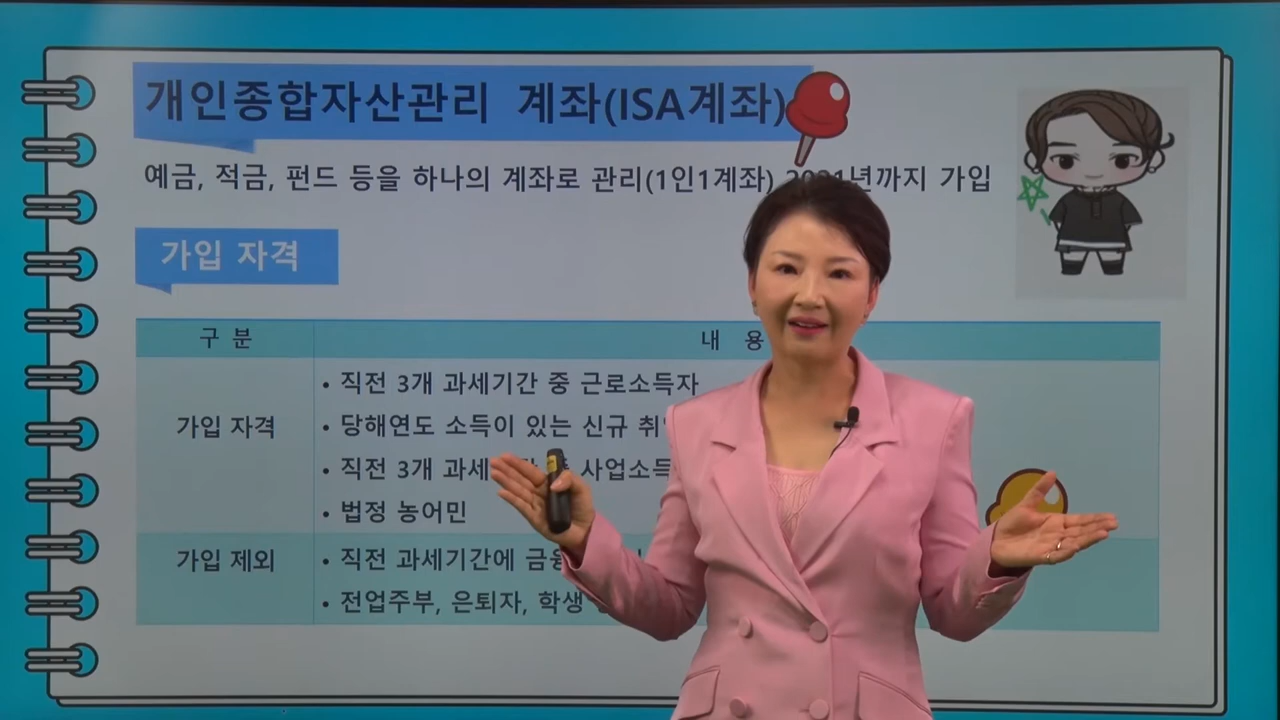 개인종합자산관리 계좌(ISA계좌)
예금, 적금, 펀드 등을 하나의 계좌로 관리(1인1계좌) 2021년까지 가입
가입 자격
구 분
내 용
가입 자격
• 직전 3개 과세기간 중 근로소득자
• 당해연도 소득이 있는 신규
• 직전 3개 사업소득
• 법정 농어민
가입 제외
• 직전 과세기간에
• 전업주부, 은퇴자, 학생